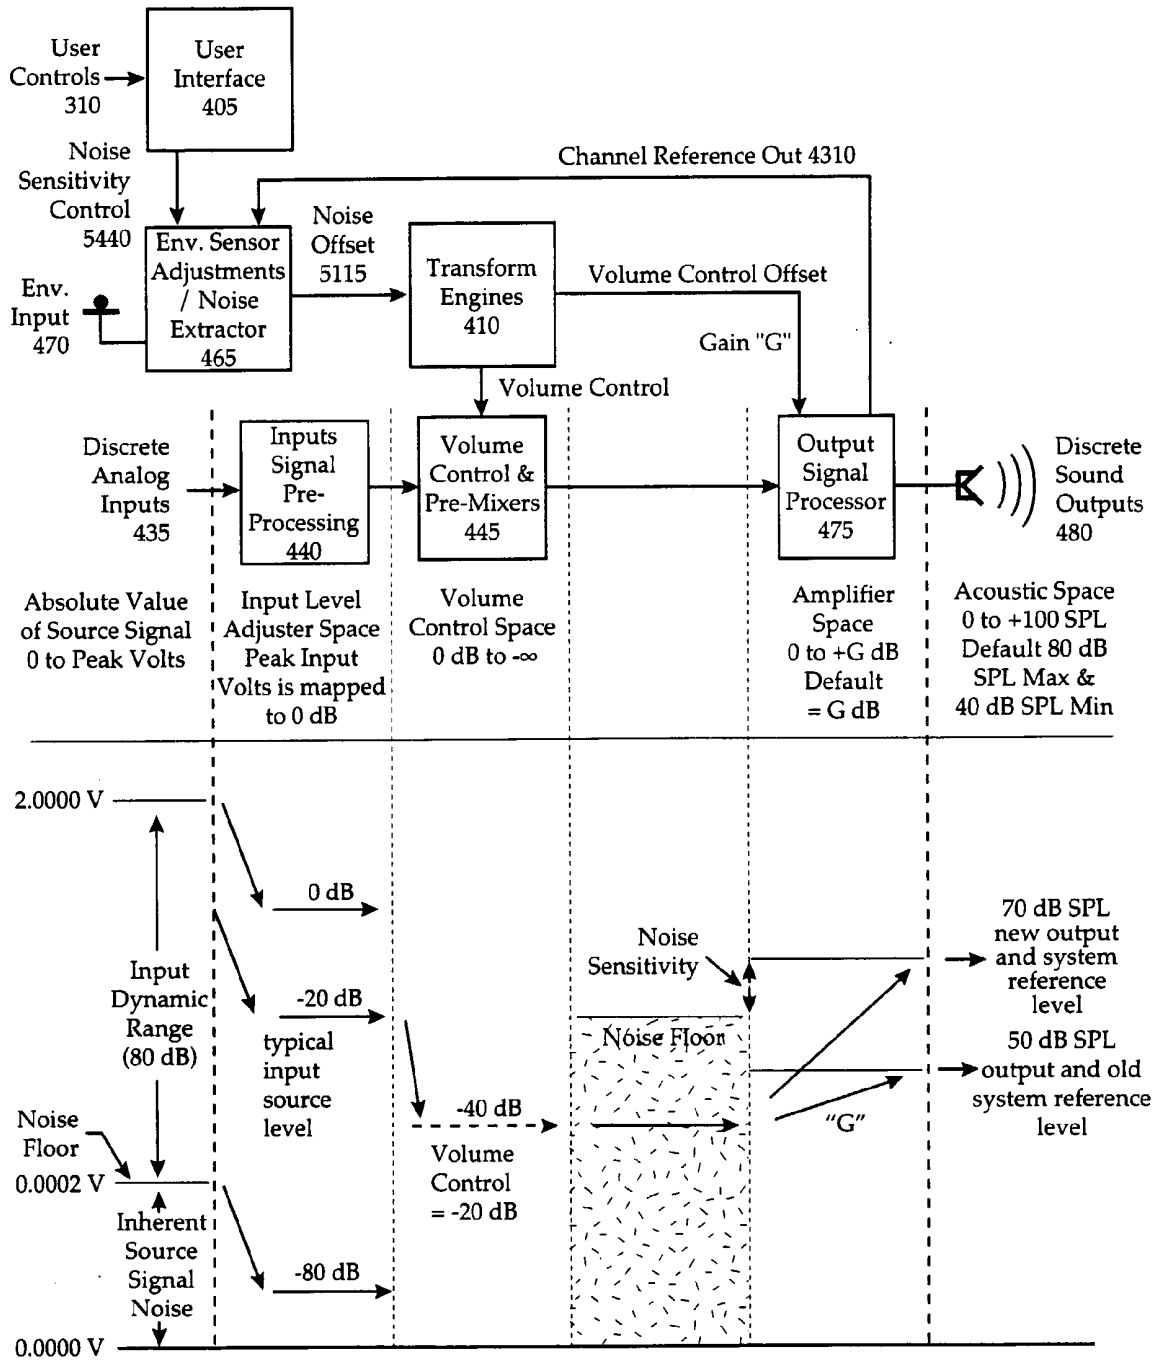 User
Controls
310
User
Interface
405
Noise
Sensitivity
Control
5440
Channel Reference Out 4310
Env. Sensor
Adjustments
/ Noise
Extractor
465
Noise
Offset
5115
Transform
Engines
410
Volume Control Offset
Gain "G"
Env.
Input
470
Volume Control
Discrete
Analog
Inputs
435
Inputs
Signal
Pre-
Processing
440
Volume
Control &
Pre-Mixers
445
Output
Signal
Processor
475
Discrete
Sound
Outputs
480
Absolute Value
of Source Signal
0 to Peak Volts
Input Level
Adjuster Space
Peak Input
Volts is mapped
to 0 dB
Volume
Control Space
0 dB to -∞
Amplifier
Space
0 to +G dB
Default
= G dB
Acoustic Space
0 to +100 SPL
Default 80 dB
SPL Max &
40 dB SPL Min
2.0000 V
0 dB
Input
Dynamic
Range
(80 dB)
-20 dB
typical
input
source
level
Noise
Sensitivity
70 dB SPL
new output
and system
reference
level
Noise Floor
50 dB SPL
output and old
system reference
level
-40 dB
"G"
Volume
Control
= -20 dB
Noise
Floor
0.0002 V
Inherent
Source
Signal
Noise
-80 dB
0.0000 V